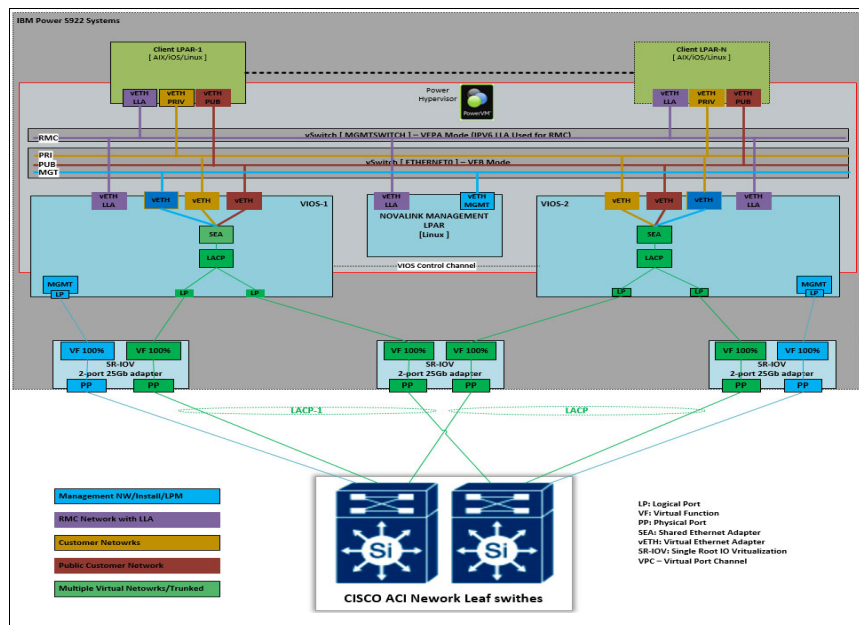 IBM Power S922 Systems
Client LPAR-1
[ AIX/iOS/Linux ]
Client LPAR-N
[ AIX/iOS/Linux ]
vETH LLA
vETH PRIV
vETH PUB
Power Hypervisor
PowerVM
vETH LLA
vETH PRIV
vETH PUB
RMC
vSwitch [ MGMTSWITCH ] – VEPA Mode (IPV6 LLA Used for RMC)
PRI
PUB
vSwitch [ ETHERNET0 ] – VEB Mode
MGT
vETH LLA
vETH
vETH
vETH
VIOS-1
vETH LLA
vETH MGMT
VIOS-2
vETH
vETH
vETH
vETH LLA
NOVALINK MANAGEMENT
LPAR
[Linux ]
SEA
SEA
LACP
LACP
VIOS Control Channel
MGMT
LP
LP
LP
LP
LP
MGMT
LP
VF 100%
VF 100%
VF 100%
VF 100%
VF 100%
VF 100%
SR-IOV
2-port 25Gb adapter
SR-IOV
2-port 25Gb adapter
SR-IOV
2-port 25Gb adapter
PP
PP
PP
PP
PP
PP
LACP-1
LACP
Si
Si
CISCO ACI Nework Leaf swithes
Management NW/Install/LPM
RMC Network with LLA
Customer Netowrks
Public Customer Network
Multiple Virtual Netowrks/Trunked
LP: Logical Port
VF: Virtual Function
PP: Physical Port
SEA: Shared Ethernet Adapter
vETH: Virtual Ethernet Adapter
SR-IOV: Single Root IO Vritualization
VPC – Virtual Port Channel